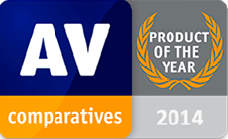 AV
comparatives
PRODUCT
OF THE
YEAR
2014